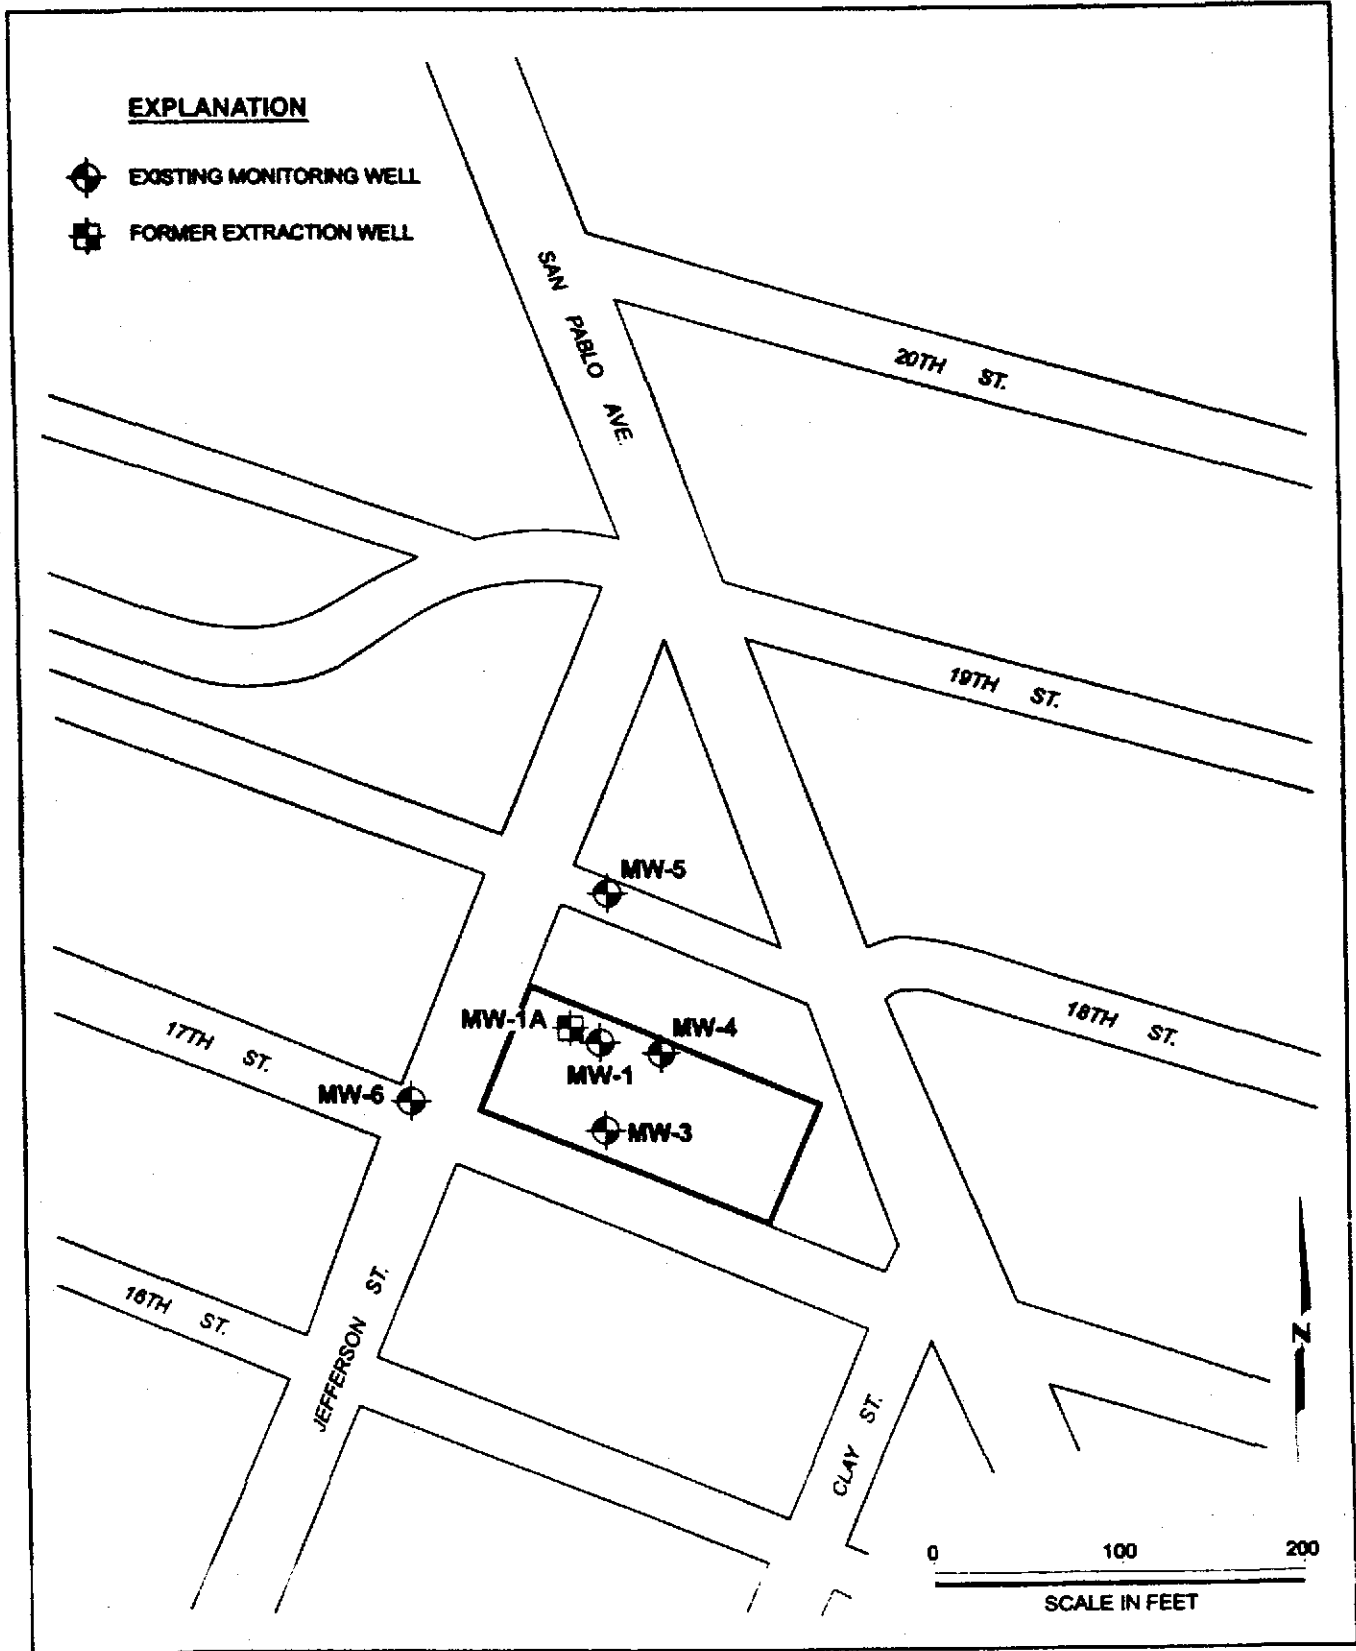 EXPLANATION
EXISTING MONITORING WELL
FORMER EXTRACTION WELL
SAN PABLO AVE.
20TH ST.
19TH ST.
MW-5
18TH ST.
MW-1A
MW-4
17TH ST.
MW-1
MW-6
MW-3
16TH ST.
JEFFERSON ST.
CLAY ST.
N
0 100 200
SCALE IN FEET